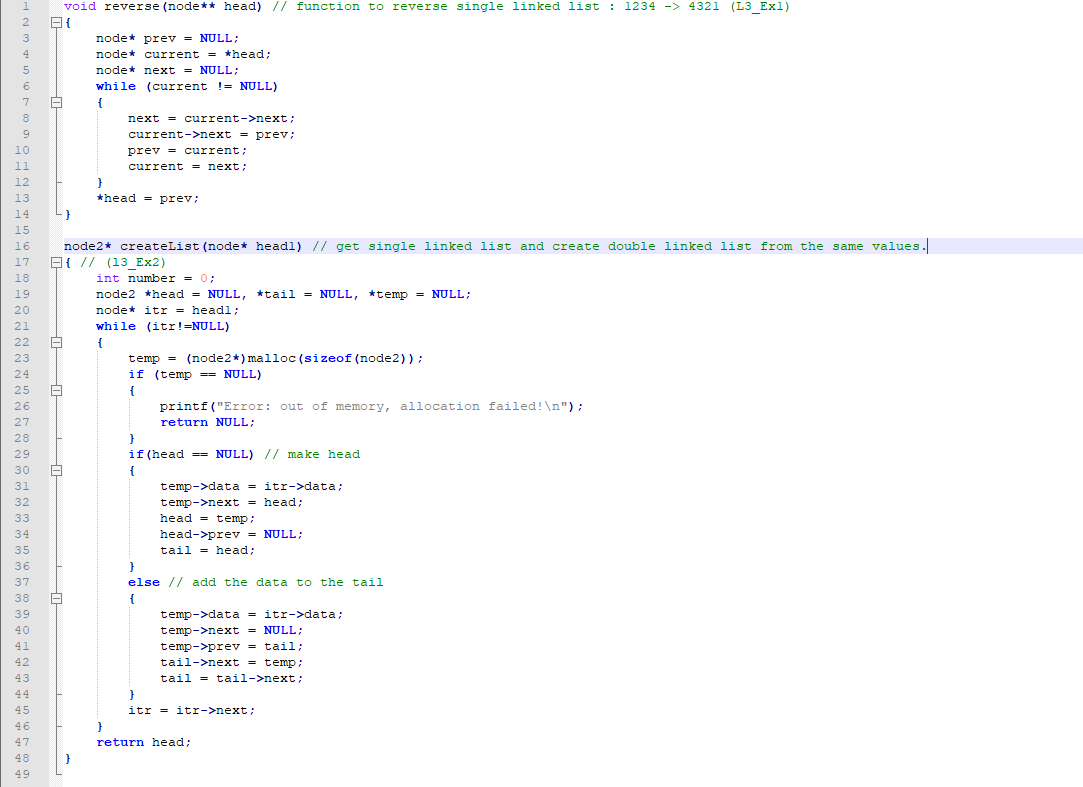 1 void reverse(node** head) // function to reverse single linked list : 1234 -> 4321 (L3_Ex1)
2 {
3 node* prev = NULL;
4 node* current = *head;
5 node* next = NULL;
6 while (current != NULL)
7 {
8 next = current->next;
9 current->next = prev;
10 prev = current;
11 current = next;
12 }
13 *head = prev;
14 }
15
16 node2* createList(node* head1) // get single linked list and create double linked list from the same values.
17 { // (l3_Ex2)
18 int number = 0;
19 node2 *head = NULL, *tail = NULL, *temp = NULL;
20 node* itr = head1;
21 while (itr!=NULL)
22 {
23 temp = (node2*)malloc(sizeof(node2));
24 if (temp == NULL)
25 {
26 printf("Error: out of memory, allocation failed!\n");
27 return NULL;
28 }
29 if(head == NULL) // make head
30 {
31 temp->data = itr->data;
32 temp->next = head;
33 head = temp;
34 head->prev = NULL;
35 tail = head;
36 }
37 else // add the data to the tail
38 {
39 temp->data = itr->data;
40 temp->next = NULL;
41 temp->prev = tail;
42 tail->next = temp;
43 tail = tail->next;
44 }
45 itr = itr->next;
46 }
47 return head;
48 }
49